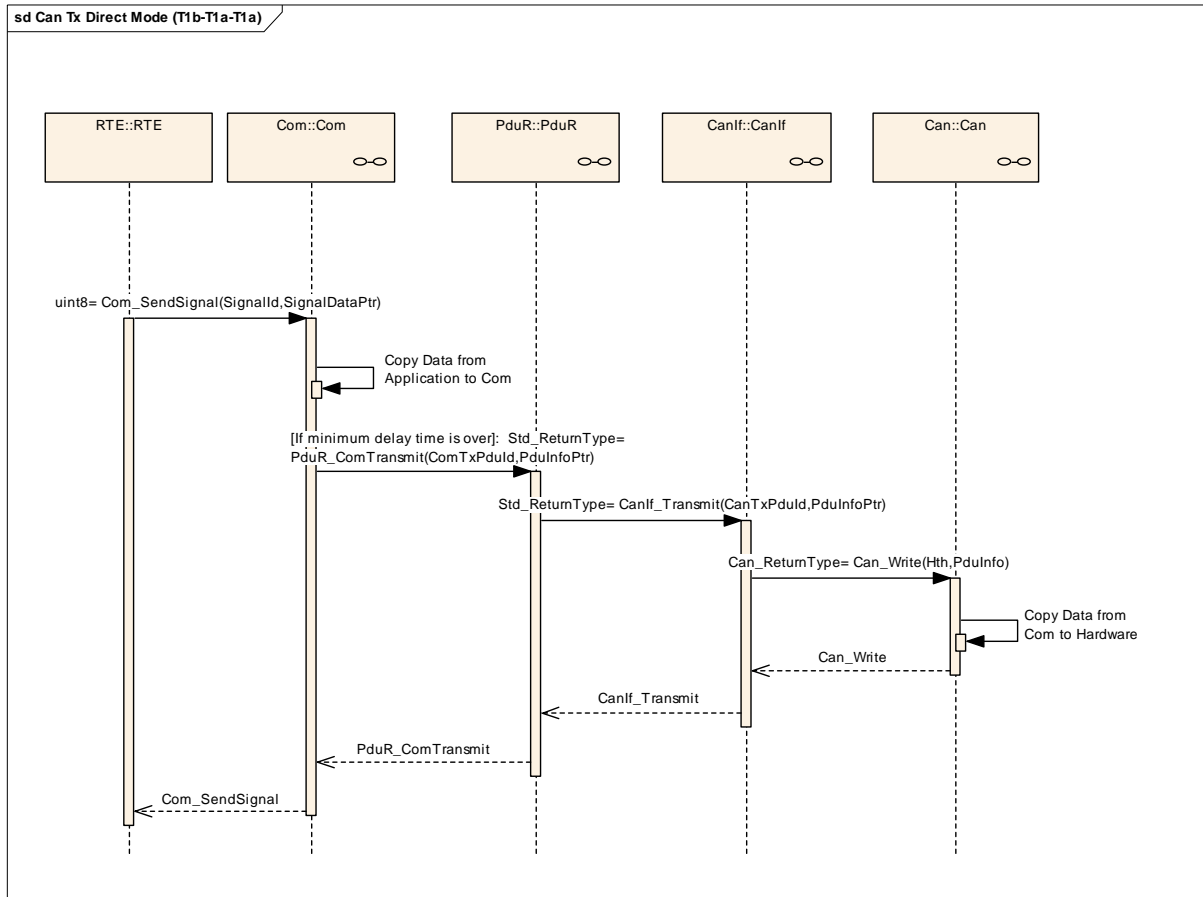 sd Can Tx Direct Mode (T1b-T1a-T1a)
RTE::RTE
Com::Com
PduR::PduR
CanIf::CanIf
Can::Can
uint8= Com_SendSignal(SignalId,SignalDataPtr)
Copy Data from
Application to Com
[If minimum delay time is over]: Std_ReturnType=
PduR_ComTransmit(ComTxPduId,PduInfoPtr)
Std_ReturnType= CanIf_Transmit(CanTxPduId,PduInfoPtr)
Can_ReturnType= Can_Write(Hth,PduInfo)
Copy Data from
Com to Hardware
Can_Write
CanIf_Transmit
PduR_ComTransmit
Com_SendSignal